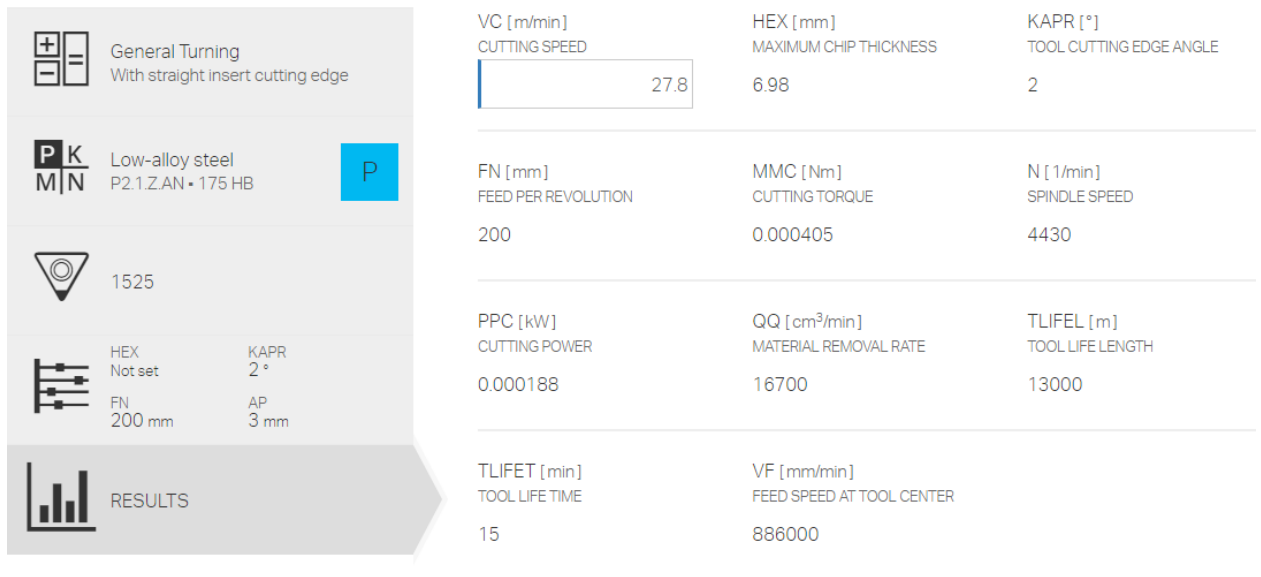 General Turning
With straight insert cutting edge
P K
M N
Low-alloy steel
P2.1.Z.AN • 175 HB
P
1525
HEX KAPR
Not set 2 °
FN AP
200 mm 3 mm
RESULTS
VC [m/min] HEX [mm] KAPR [°]
CUTTING SPEED MAXIMUM CHIP THICKNESS TOOL CUTTING EDGE ANGLE
27.8 6.98 2
FN [mm] MMC [Nm] N [1/min]
FEED PER REVOLUTION CUTTING TORQUE SPINDLE SPEED
200 0.000405 4430
PPC [kW] QQ [cm³/min] TLIFEL [m]
CUTTING POWER MATERIAL REMOVAL RATE TOOL LIFE LENGTH
0.000188 16700 13000
TLIFET [min] VF [mm/min]
TOOL LIFE TIME FEED SPEED AT TOOL CENTER
15 886000